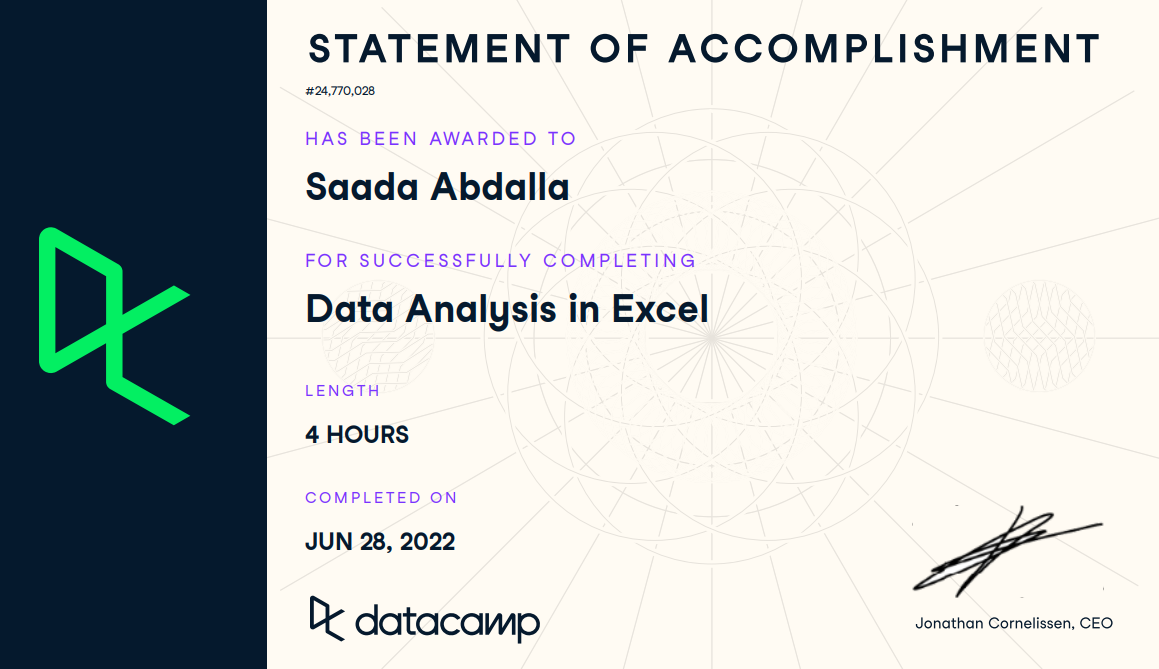 STATEMENT OF ACCOMPLISHMENT
#24,770,028
HAS BEEN AWARDED TO
Saada Abdalla
FOR SUCCESSFULLY COMPLETING
Data Analysis in Excel
LENGTH
4 HOURS
COMPLETED ON
JUN 28, 2022
datacamp
Jonathan Cornelissen, CEO